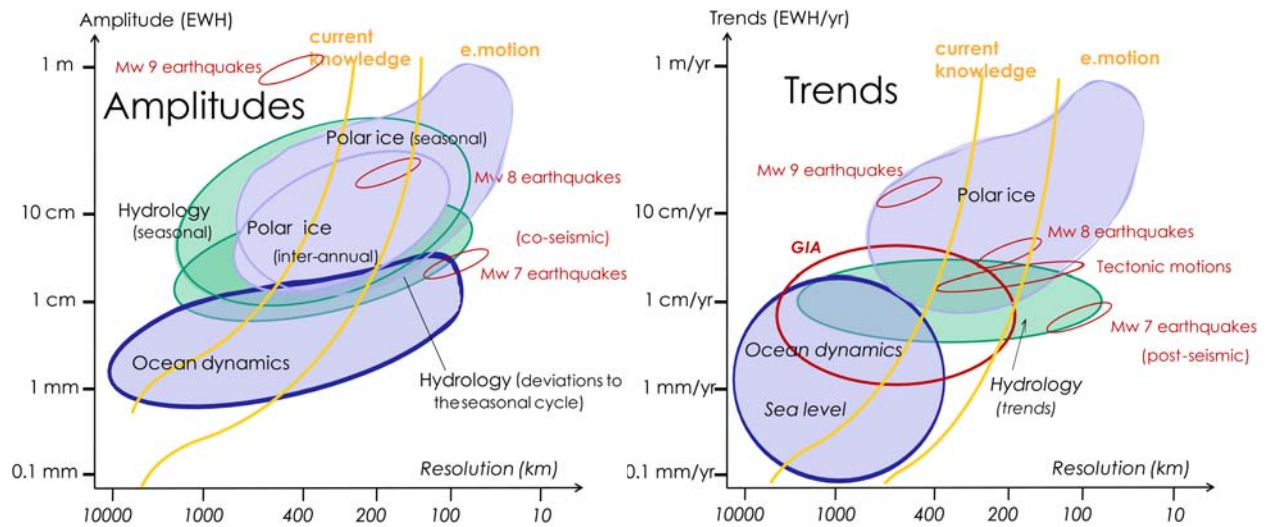 Amplitude (EWH)
current
knowledge
e.motion
1 m
Mw 9 earthquakes
Amplitudes
Polar ice (seasonal)
Mw 8 earthquakes
10 cm
Hydrology
(seasonal)
Polar ice
(inter-annual)
(co-seismic)
Mw 7 earthquakes
1 cm
Ocean dynamics
Hydrology (deviations to
the seasonal cycle)
1 mm
0.1 mm
Resolution (km)
10000 1000 400 200 100 10
Trends (EWH/yr)
current
knowledge
e.motion
1 m/yr
Trends
Mw 9 earthquakes
Polar ice
10 cm/yr
Mw 8 earthquakes
GIA
Tectonic motions
1 cm/yr
Mw 7 earthquakes
(post-seismic)
Ocean dynamics
Hydrology
(trends)
1 mm/yr
Sea level
0.1 mm/yr
Resolution (km)
10000 1000 400 200 100 10